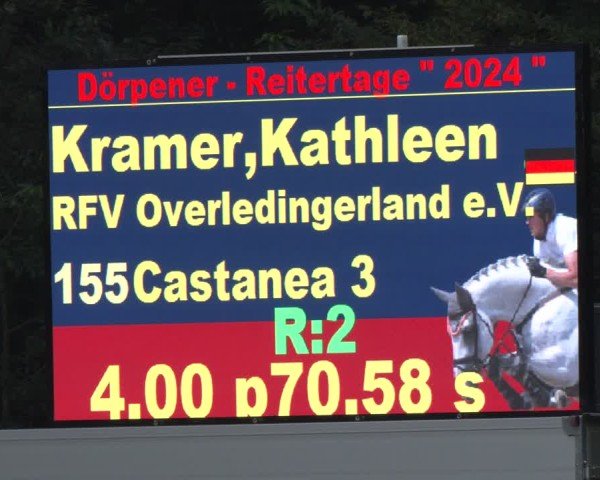 Dörpener - Reitertage " 2024 "
Kramer,Kathleen
RFV Overledingerland e.V.
155Castanea 3
R:2
4.00 p70.58 s